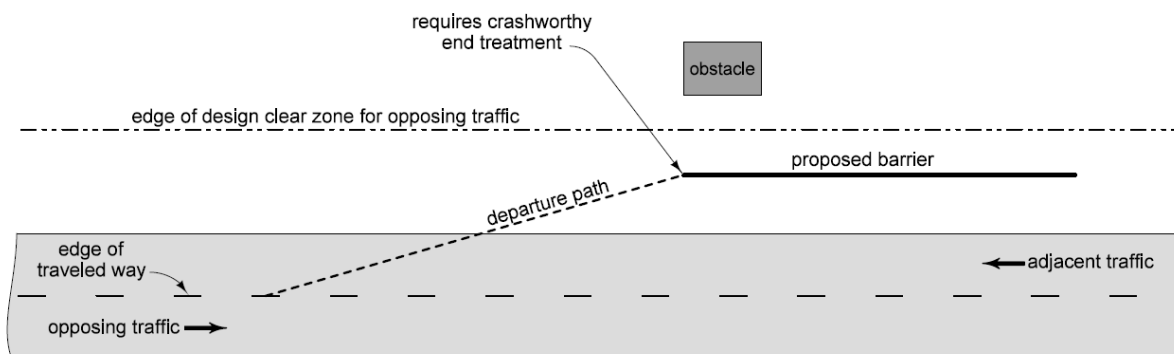 requires crashworthy
end treatment
obstacle
edge of design clear zone for opposing traffic
proposed barrier
departure path
edge of
traveled way
adjacent traffic
opposing traffic